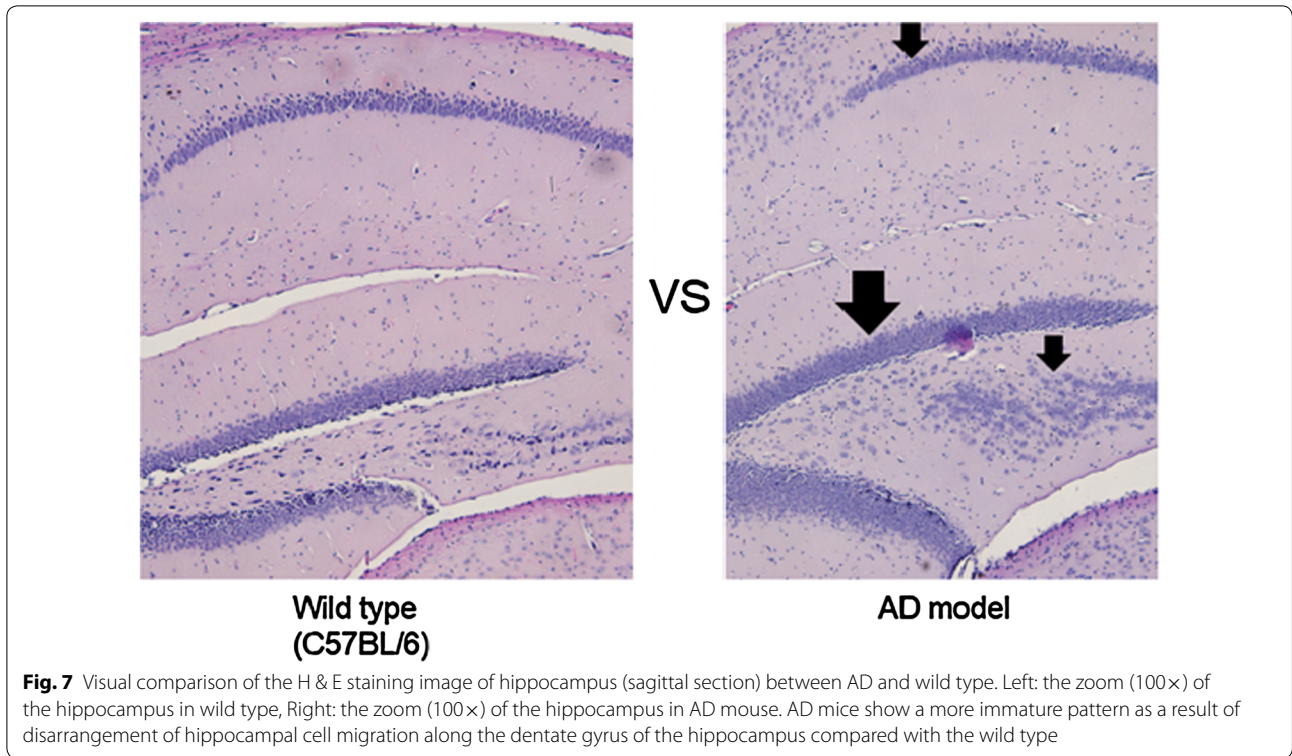 VS
Wild type
(C57BL/6)
AD model
Fig. 7 Visual comparison of the H & E staining image of hippocampus (sagittal section) between AD and wild type. Left: the zoom (100×) of
the hippocampus in wild type, Right: the zoom (100×) of the hippocampus in AD mouse. AD mice show a more immature pattern as a result of
disarrangement of hippocampal cell migration along the dentate gyrus of the hippocampus compared with the wild type